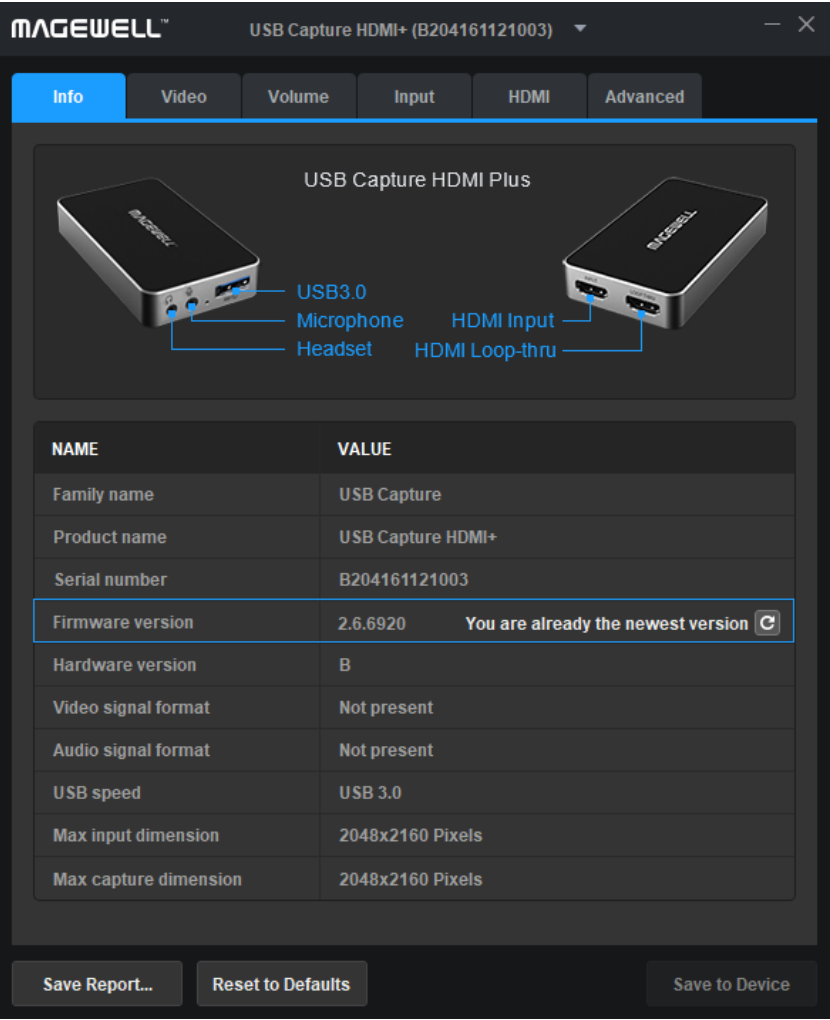 MAGEWELL™ USB Capture HDMI+ (B204161121003)
Info Video Volume Input HDMI Advanced
USB Capture HDMI Plus
MAGEWELL
MAGEWELL
INPUT
USB3.0
Microphone
Headset
HDMI Input
HDMI Loop-thru
NAME VALUE
Family name USB Capture
Product name USB Capture HDMI+
Serial number B204161121003
Firmware version 2.6.6920 You are already the newest version
Hardware version B
Video signal format Not present
Audio signal format Not present
USB speed USB 3.0
Max input dimension 2048x2160 Pixels
Max capture dimension 2048x2160 Pixels
Save Report... Reset to Defaults Save to Device